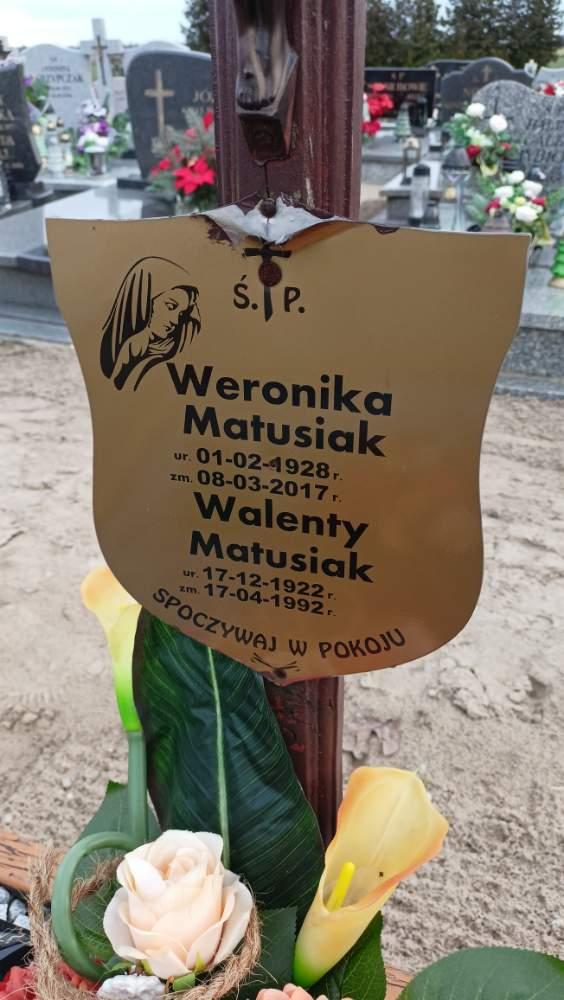 Ś. P.
Weronika
Matusiak
ur. 01-02-1928 r.
zm. 08-03-2017 r.
Walenty
Matusiak
ur. 17-12-1922 r.
zm. 17-04-1992 r.
SPOCZYWAJ W POKOJU